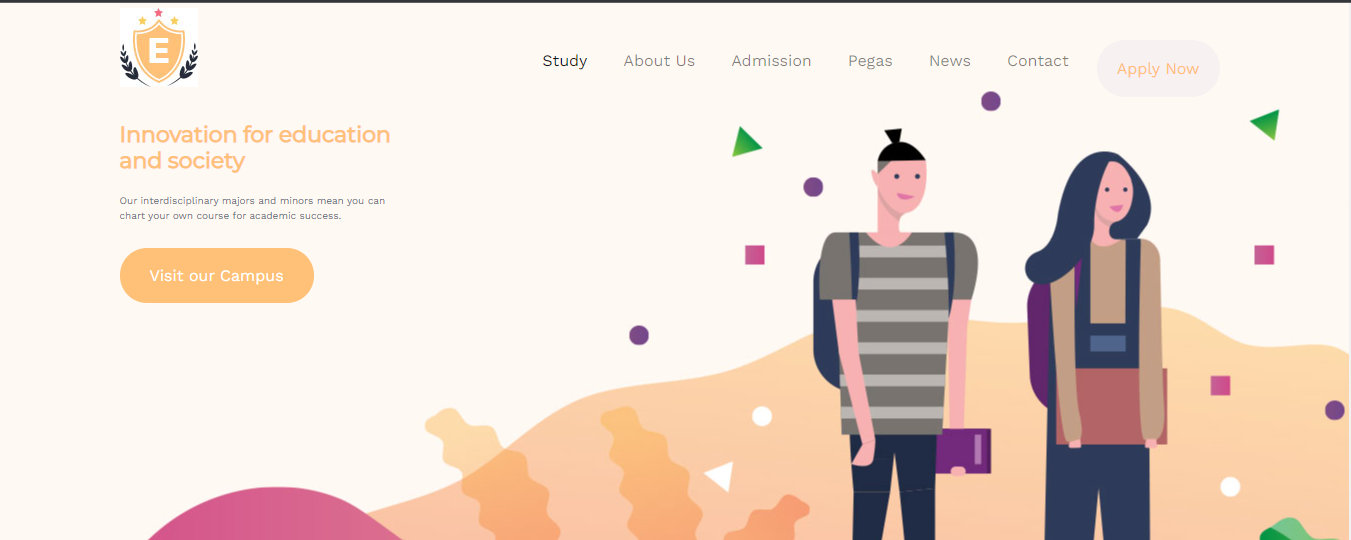 E
Study About Us Admission Pegas News Contact Apply Now
Innovation for education
and society
Our interdisciplinary majors and minors mean you can
chart your own course for academic success.
Visit our Campus